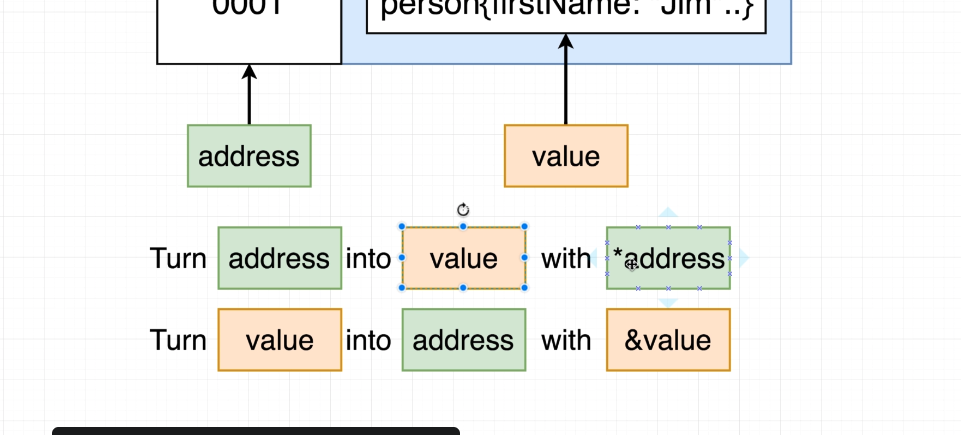 0001 person{firstName: "Jim"..}
address value
Turn address into value with *address
Turn value into address with &value